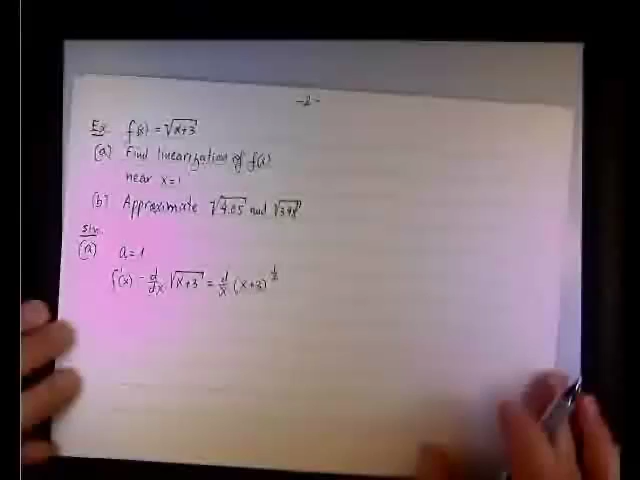 -2-
Ex. f(x) = √x+3
(a) Find linearization of f(x)
near x=1
(b) Approximate √4.05 and √3.98
Sln.
(a) a=1
f'(x) = d/dx √x+3 = d/x (x+3)^1/2